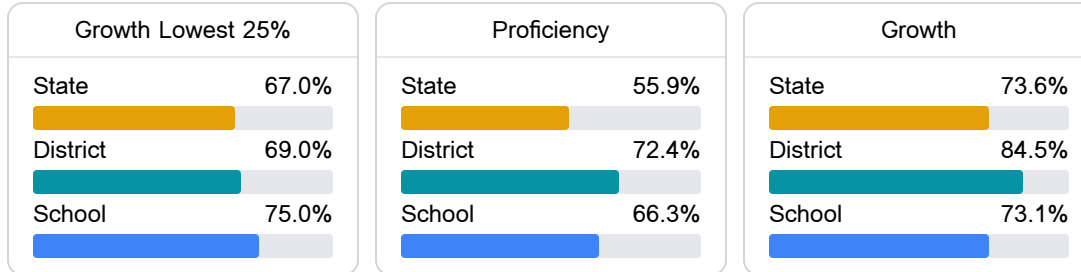 Growth Lowest 25%
State 67.0%
District 69.0%
School 75.0%
Proficiency
State 55.9%
District 72.4%
School 66.3%
Growth
State 73.6%
District 84.5%
School 73.1%